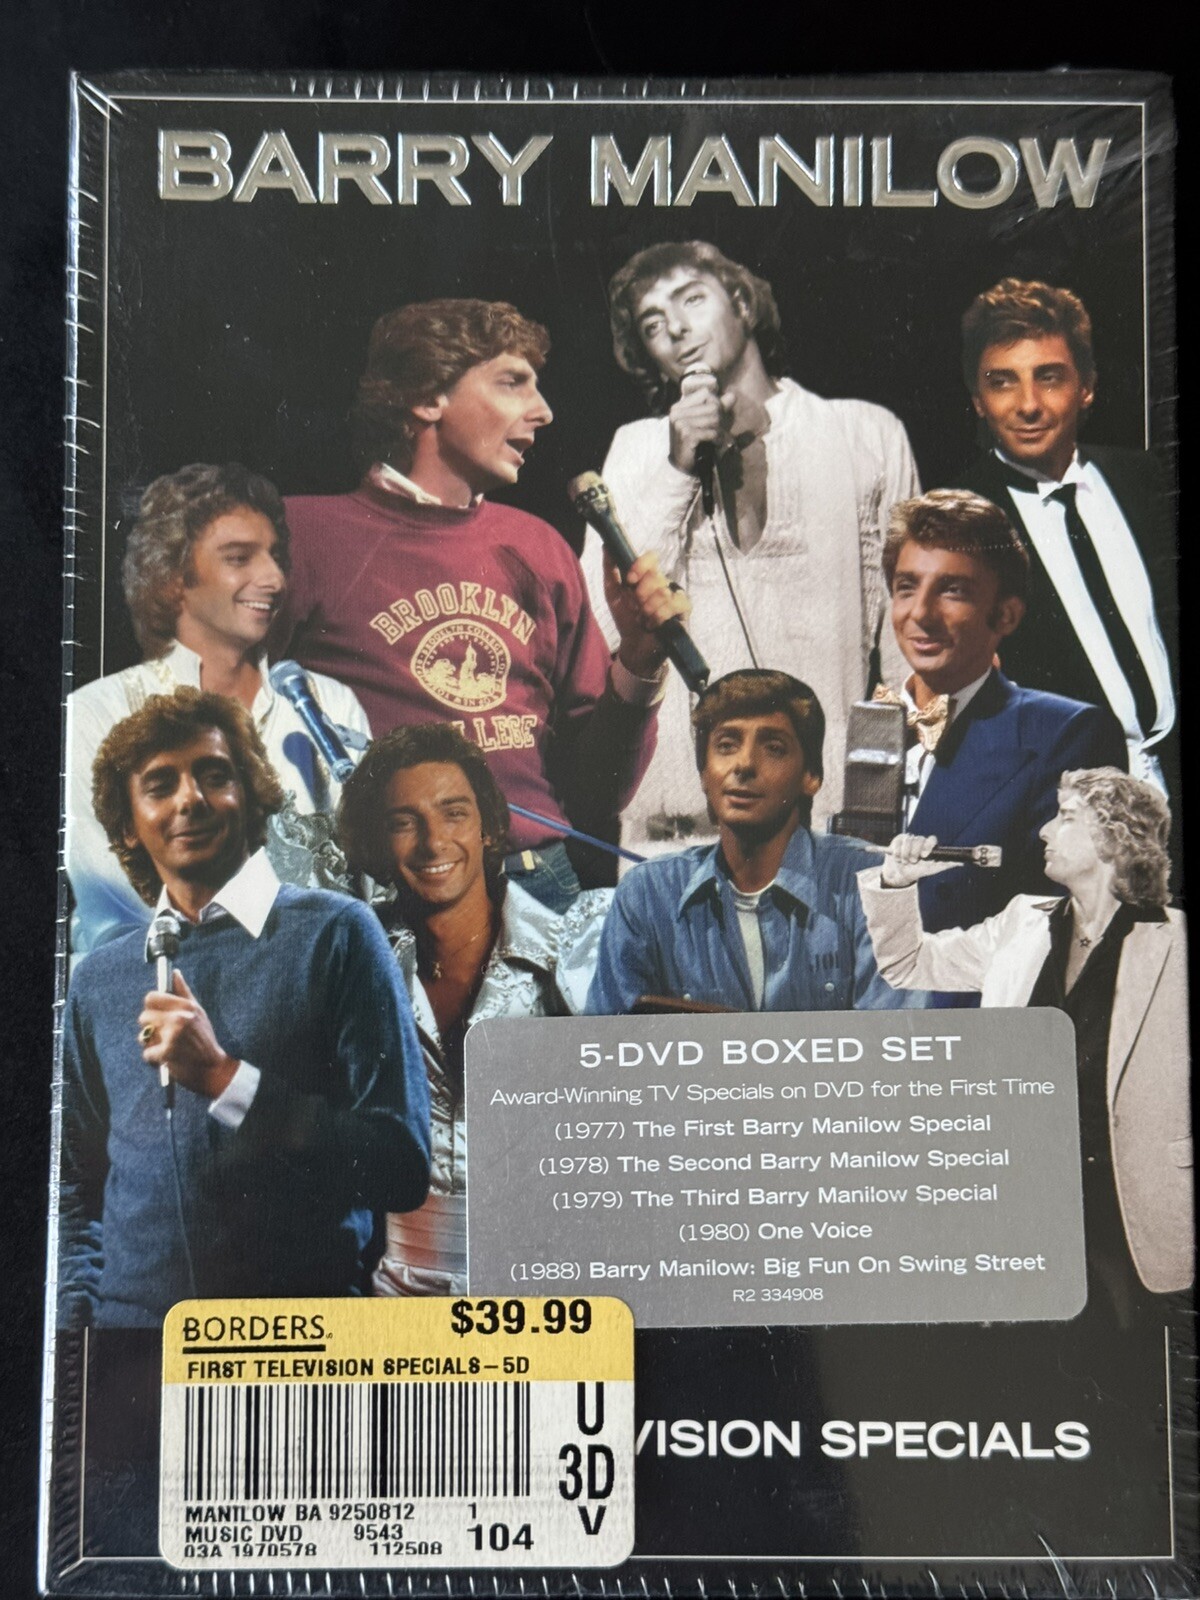 BARRY MANILOW
BROOKLYN
BROOKLYN COLLEGE
LLEGE
5-DVD BOXED SET
Award-Winning TV Specials on DVD for the First Time
(1977) The First Barry Manilow Special
(1978) The Second Barry Manilow Special
(1979) The Third Barry Manilow Special
(1980) One Voice
(1988) Barry Manilow: Big Fun On Swing Street
R2 334908
BORDERS. $39.99
FIRST TELEVISION SPECIALS-5D
U
3D
V
MANILOW BA 9250812 1
MUSIC DVD 9543 104
03A 1970578 112508
VISION SPECIALS